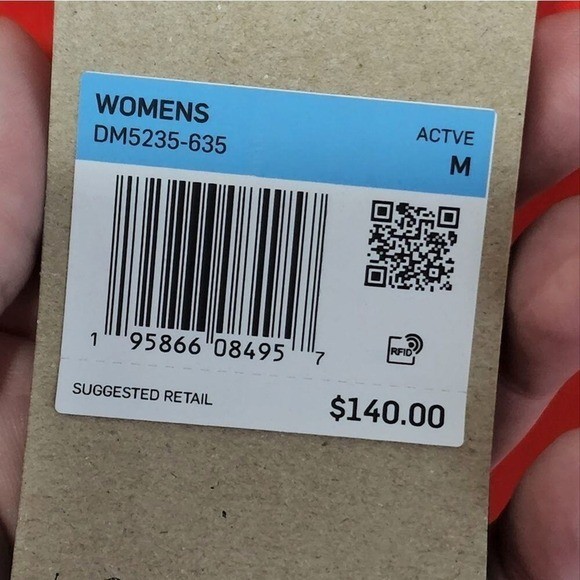 WOMENS
DM5235-635
ACTVE
M
1 95866 08495 7
RFID
SUGGESTED RETAIL
$140.00